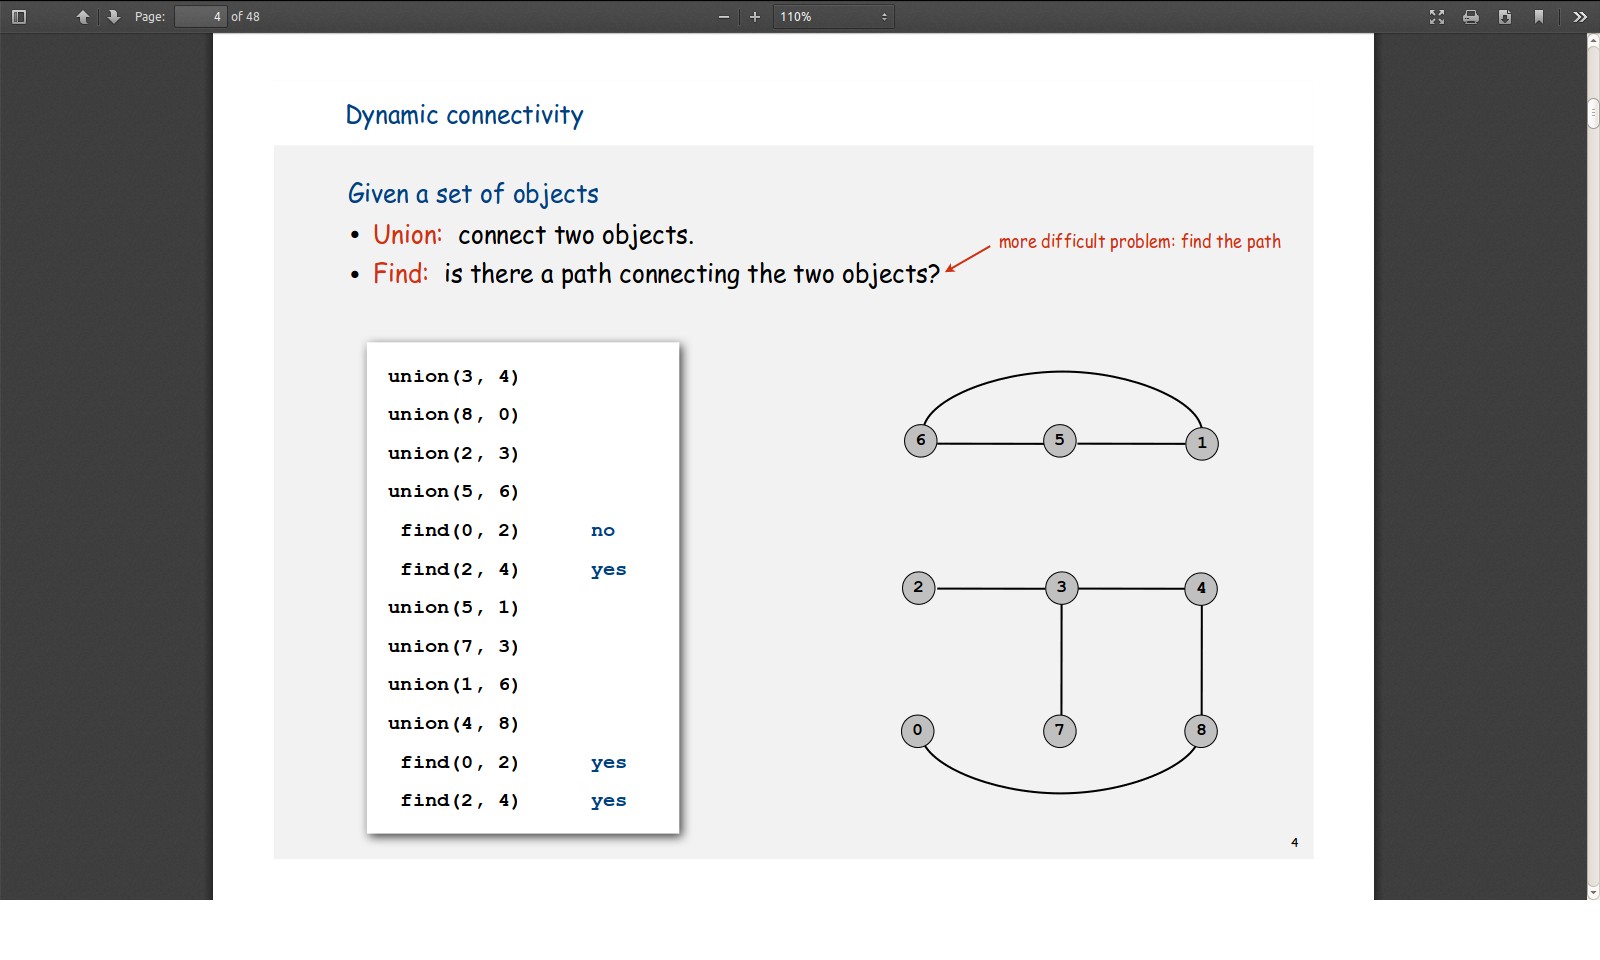 Page: 4 of 48 110%
Dynamic connectivity
Given a set of objects
• Union: connect two objects.
more difficult problem: find the path
• Find: is there a path connecting the two objects?
union(3, 4)
union(8, 0)
union(2, 3)
union(5, 6)
find(0, 2) no
find(2, 4) yes
union(5, 1)
union(7, 3)
union(1, 6)
union(4, 8)
find(0, 2) yes
find(2, 4) yes
6 5 1
2 3 4
0 7 8
4